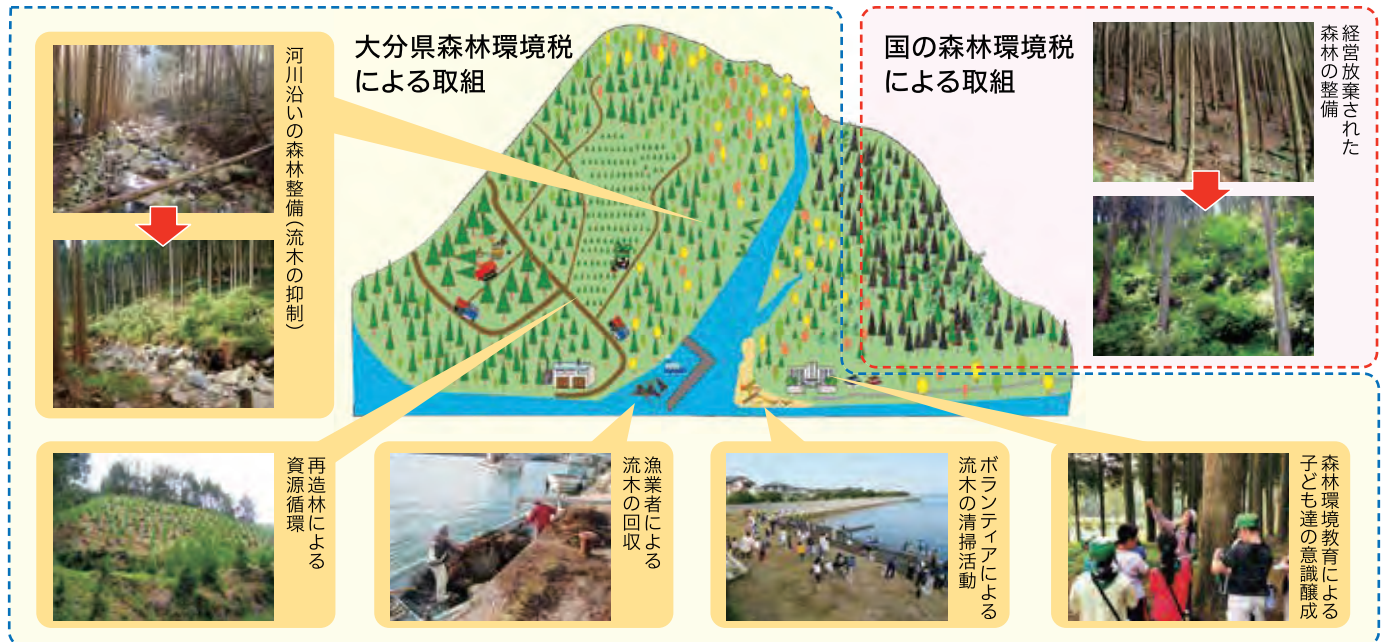 大分県森林環境税
による取組
国の森林環境税
による取組
経営放棄された
森林の整備
河川沿いの森林整備(流木の抑制)
再造林による
資源循環
漁業者による
流木の回収
ボランティアによる
流木の清掃活動
森林環境教育による
子ども達の意識醸成